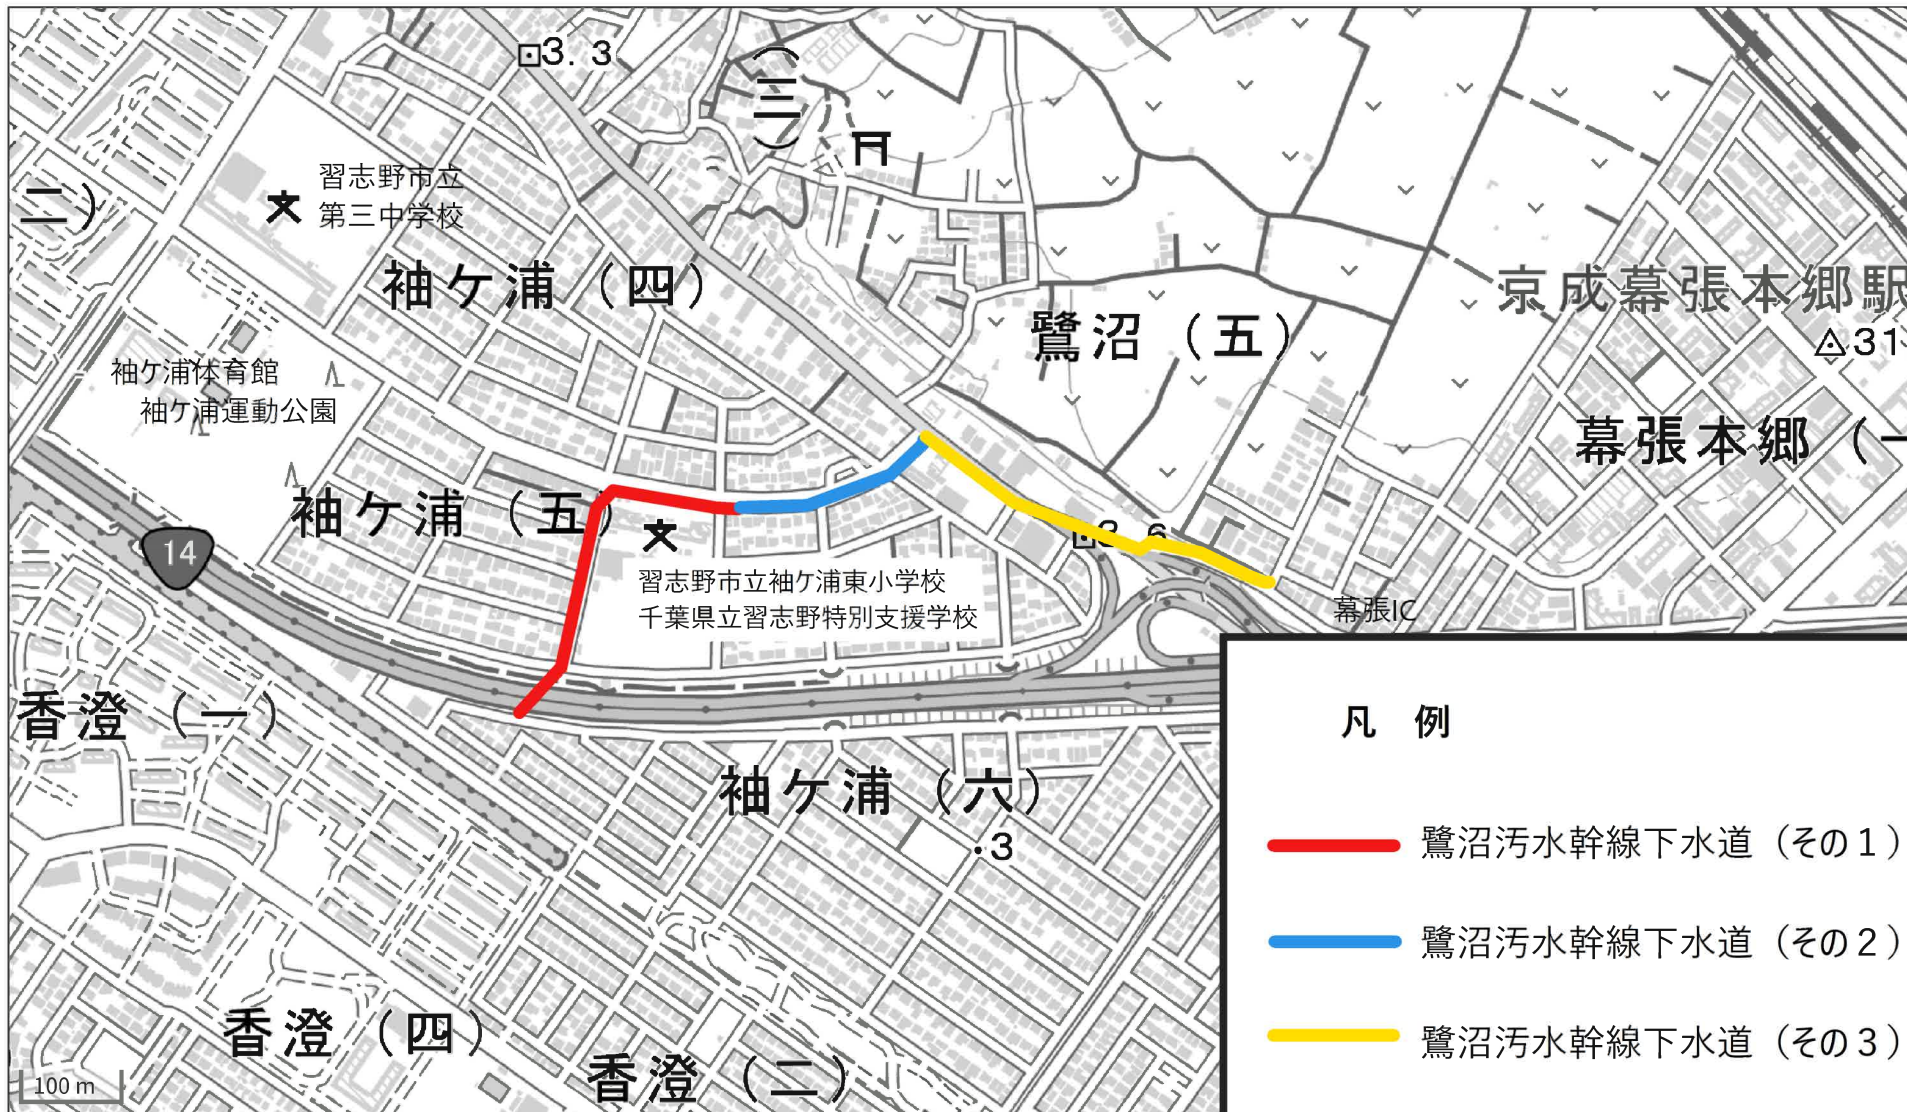 3.3
（三）
習志野市立
第三中学校
二）
袖ケ浦（四）
京成幕張本郷駅
鷺沼（五）
31
袖ケ浦体育館
袖ケ浦運動公園
幕張本郷（一
袖ケ浦（五）
14
3.6
習志野市立袖ケ浦東小学校
千葉県立習志野特別支援学校
幕張IC
香澄（一）
凡 例
袖ケ浦（六）
・3
鷺沼汚水幹線下水道（その１）
鷺沼汚水幹線下水道（その２）
鷺沼汚水幹線下水道（その３）
香澄（四）
香澄（二）
100 m